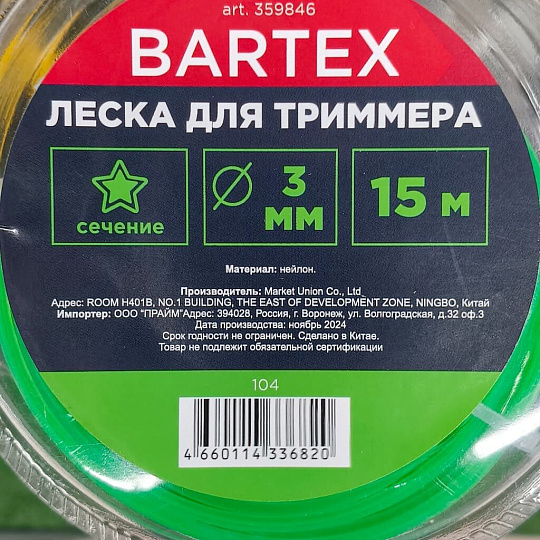 art. 359846
BARTEX
ЛЕСКА ДЛЯ ТРИММЕРА
сечение
3 мм
15 м
Материал: нейлон.
Производитель: Market Union Co., Ltd
Адрес: ROOM H401B, NO.1 BUILDING, THE EAST OF DEVELOPMENT ZONE, NINGBO, Китай
Импортер: ООО "ПРАЙМ"Адрес: 394028, Россия, г. Воронеж, ул. Волгоградская, д.32 оф.3
Дата производства: ноябрь 2024
Срок годности не ограничен. Сделано в Китае.
Товар не подлежит обязательной сертификации
104
4 660114 336820